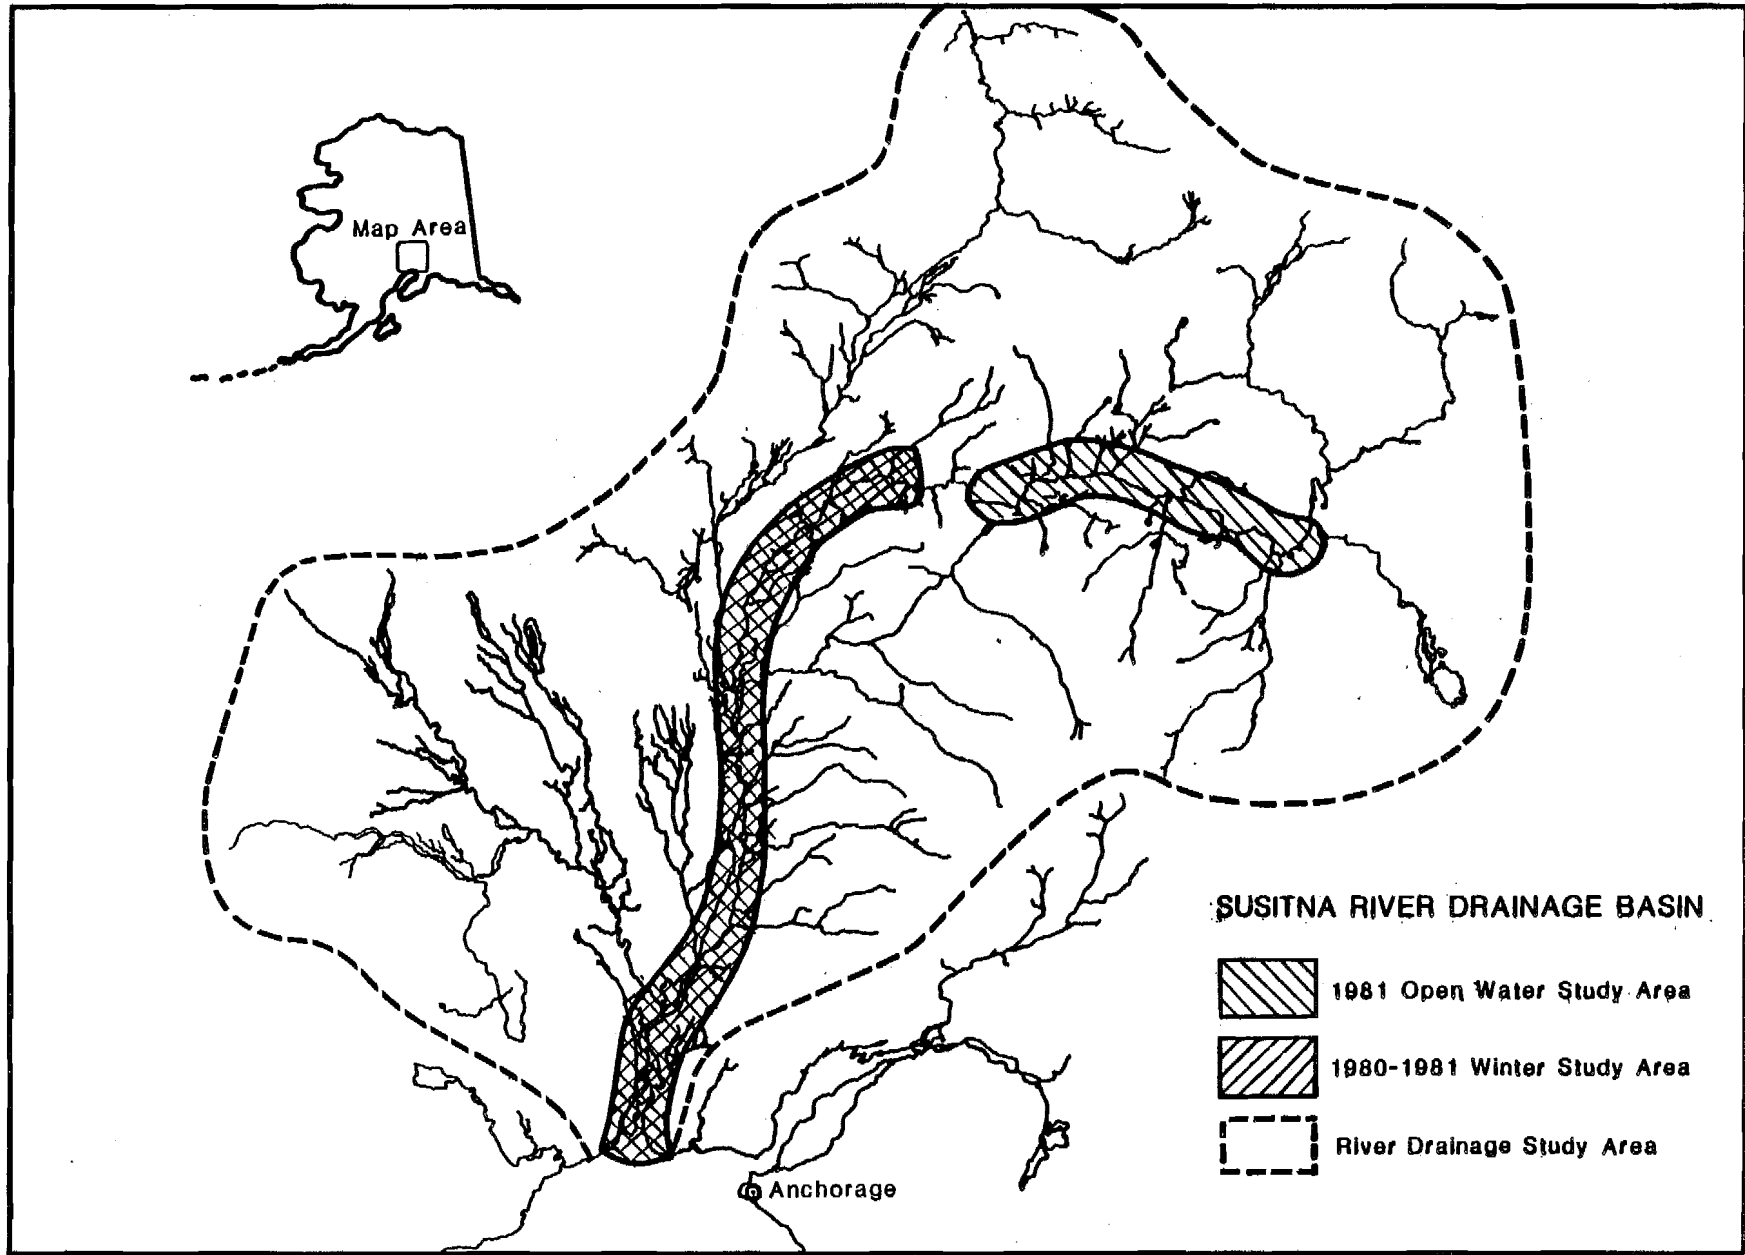 Map Area
SUSITNA RIVER DRAINAGE BASIN
1981 Open Water Study Area
1980-1981 Winter Study Area
River Drainage Study Area
Anchorage